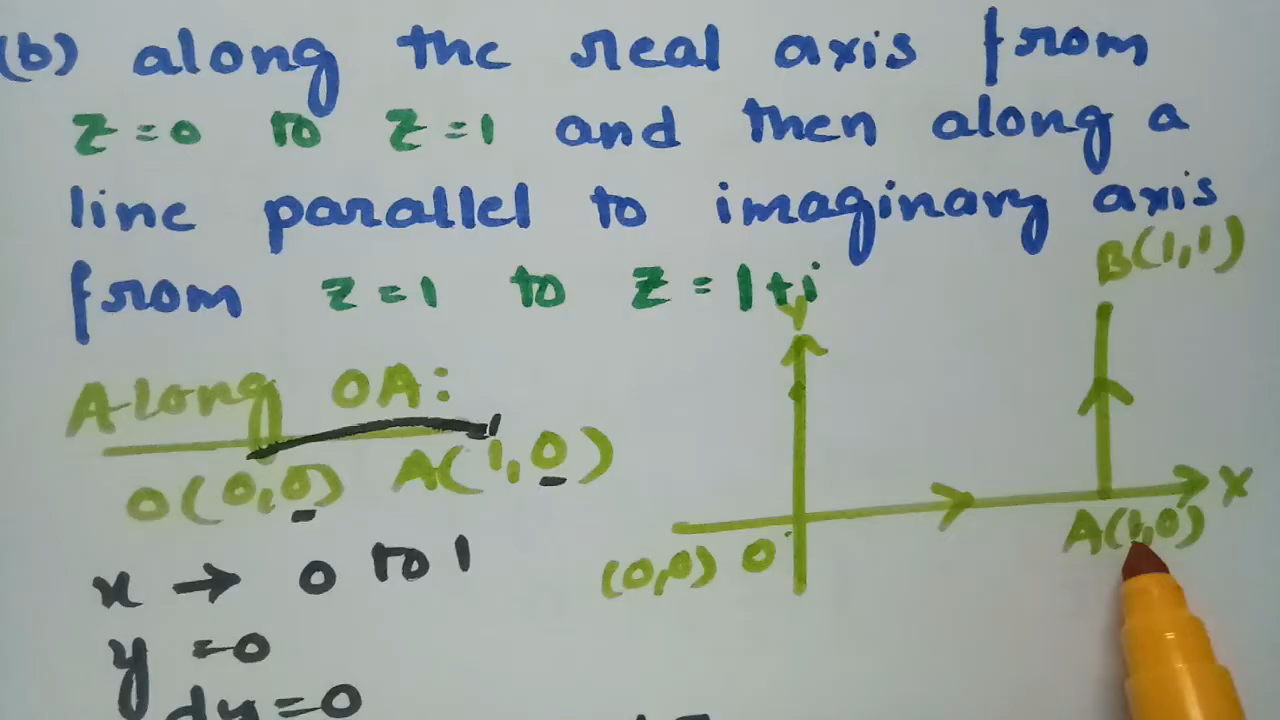 (b) along the real axis from
z = 0 to z = 1 and then along a
line parallel to imaginary axis
from z = 1 to z = 1+i
Along OA:
O(0,0) A(1,0)
x → 0 to 1
y = 0
dy = 0
Y
B(1,1)
X
A(1,0)
(0,0) O